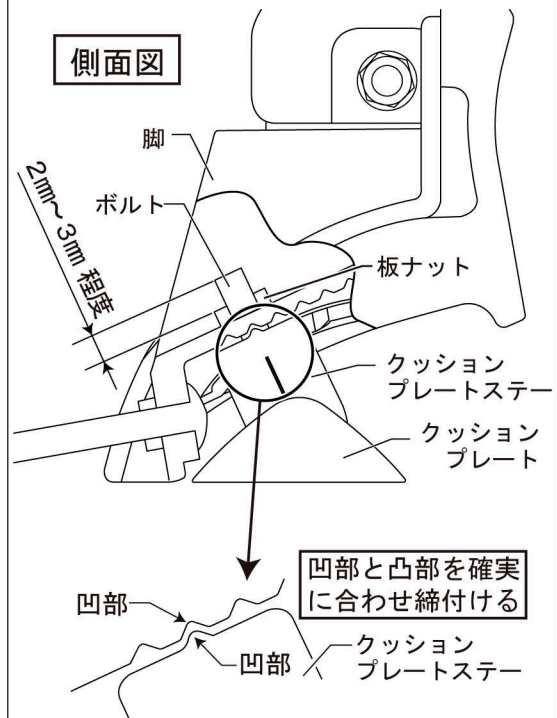 側面図
脚
ボルト
2㎜～3㎜ 程度
板ナット
クッション
プレートステー
クッション
プレート
凹部と凸部を確実
に合わせ締付ける
凹部
凹部
クッション
プレートステー